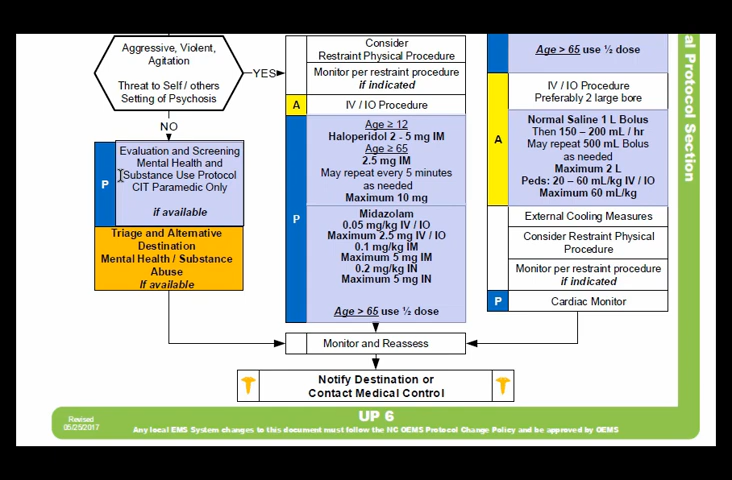 Aggressive, Violent,
Agitation
Threat to Self / others
Setting of Psychosis
YES
NO
P
Evaluation and Screening
Mental Health and
Substance Use Protocol
CIT Paramedic Only
if available
Triage and Alternative
Destination
Mental Health / Substance
Abuse
If available
Consider
Restraint Physical Procedure
Monitor per restraint procedure
if indicated
A
IV / IO Procedure
P
Age ≥ 12
Haloperidol 2 - 5 mg IM
Age ≥ 65
2.5 mg IM
May repeat every 5 minutes
as needed
Maximum 10 mg
Midazolam
0.05 mg/kg IV / IO
Maximum 2.5 mg IV / IO
0.1 mg/kg IM
Maximum 5 mg IM
0.2 mg/kg IN
Maximum 5 mg IN
Age > 65 use ½ dose
Age > 65 use ½ dose
A
IV / IO Procedure
Preferably 2 large bore
Normal Saline 1 L Bolus
Then 150 – 200 mL / hr
May repeat 500 mL Bolus
as needed
Maximum 2 L
Peds: 20 – 60 mL/kg IV / IO
Maximum 60 mL/kg
External Cooling Measures
Consider Restraint Physical
Procedure
Monitor per restraint procedure
if indicated
P
Cardiac Monitor
Monitor and Reassess
Notify Destination or
Contact Medical Control
al Protocol Section
Revised
05/25/2017
UP 6
Any local EMS System changes to this document must follow the NC OEMS Protocol Change Policy and be approved by OEMS